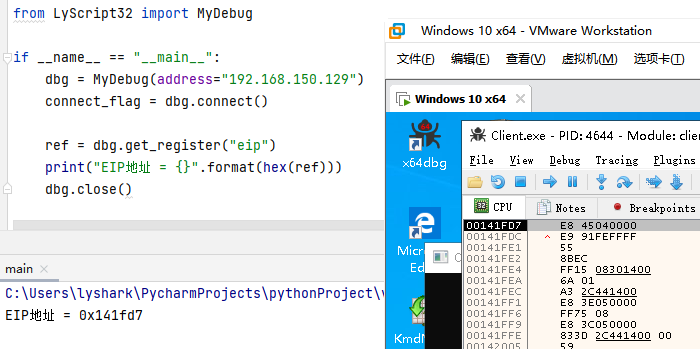 from LyScript32 import MyDebug
if __name__ == "__main__":
dbg = MyDebug(address="192.168.150.129")
connect_flag = dbg.connect()
ref = dbg.get_register("eip")
print("EIP地址 = {}".format(hex(ref)))
dbg.close()
main
C:\Users\lyshark\PycharmProjects\pythonProject\
EIP地址 = 0x141fd7
Windows 10 x64 - VMware Workstation
文件(F) 编辑(E) 查看(V) 虚拟机(M) 选项卡(T)
Windows 10 x64
x64dbg
Client.exe - PID: 4644 - Module: clie
File View Debug Tracing Plugins
CPU Notes Breakpoints
00141FD7 E8 45040000
00141FDC E9 91FEFFFF
00141FE1 55
00141FE2 8BEC
00141FE4 FF15 08301400
00141FEA 6A 01
00141FEC A3 2C441400
00141FF1 E8 3E050000
00141FF6 FF75 08
00141FF9 E8 3C050000
00141FFE 833D 2C441400 00
00142005 59